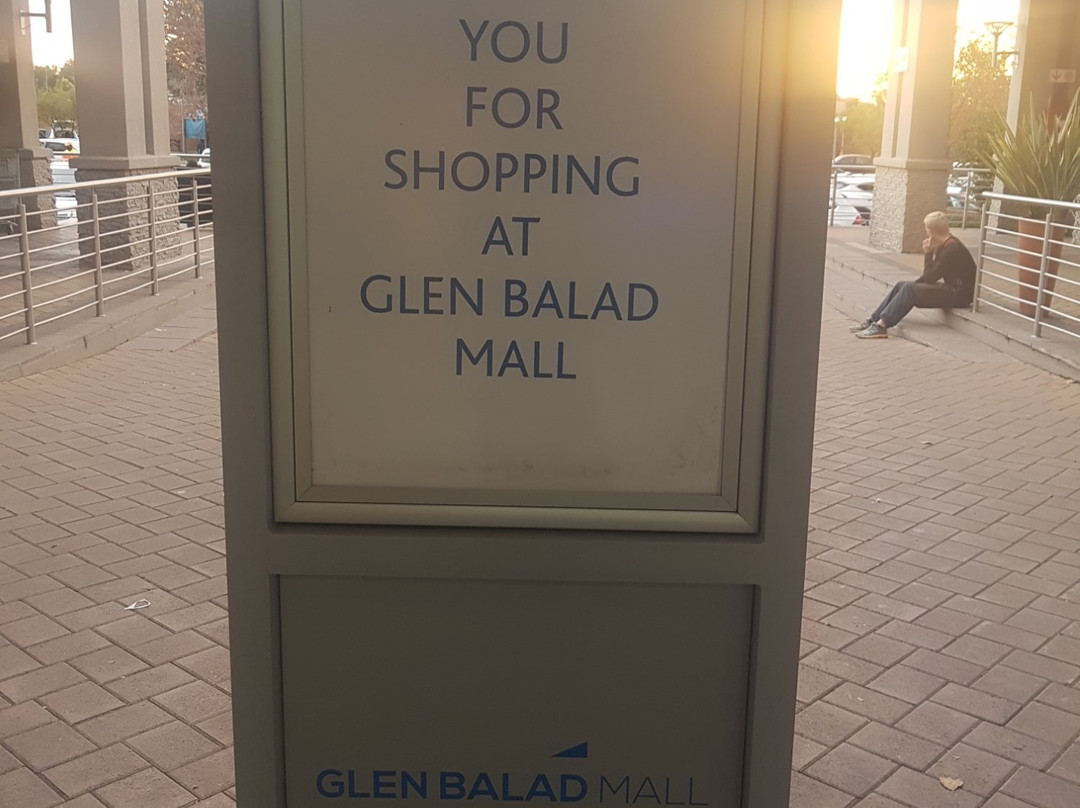 YOU
FOR
SHOPPING
AT
GLEN BALAD
MALL
GLEN BALAD MALL